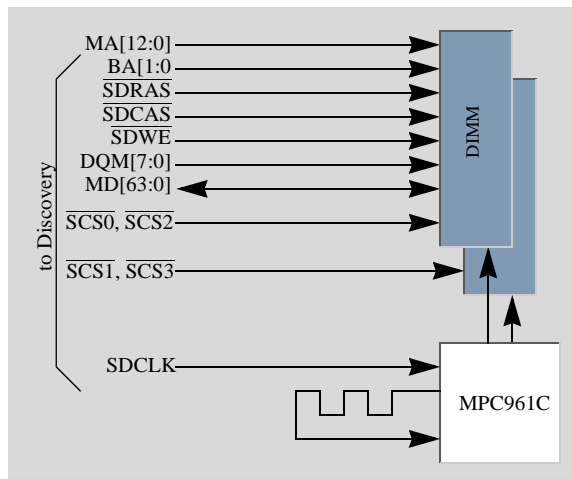 MA[12:0]
BA[1:0
SDRAS
SDCAS
SDWE
DQM[7:0]
MD[63:0]
SCS0, SCS2
SCS1, SCS3
SDCLK
to Discovery
DIMM
MPC961C